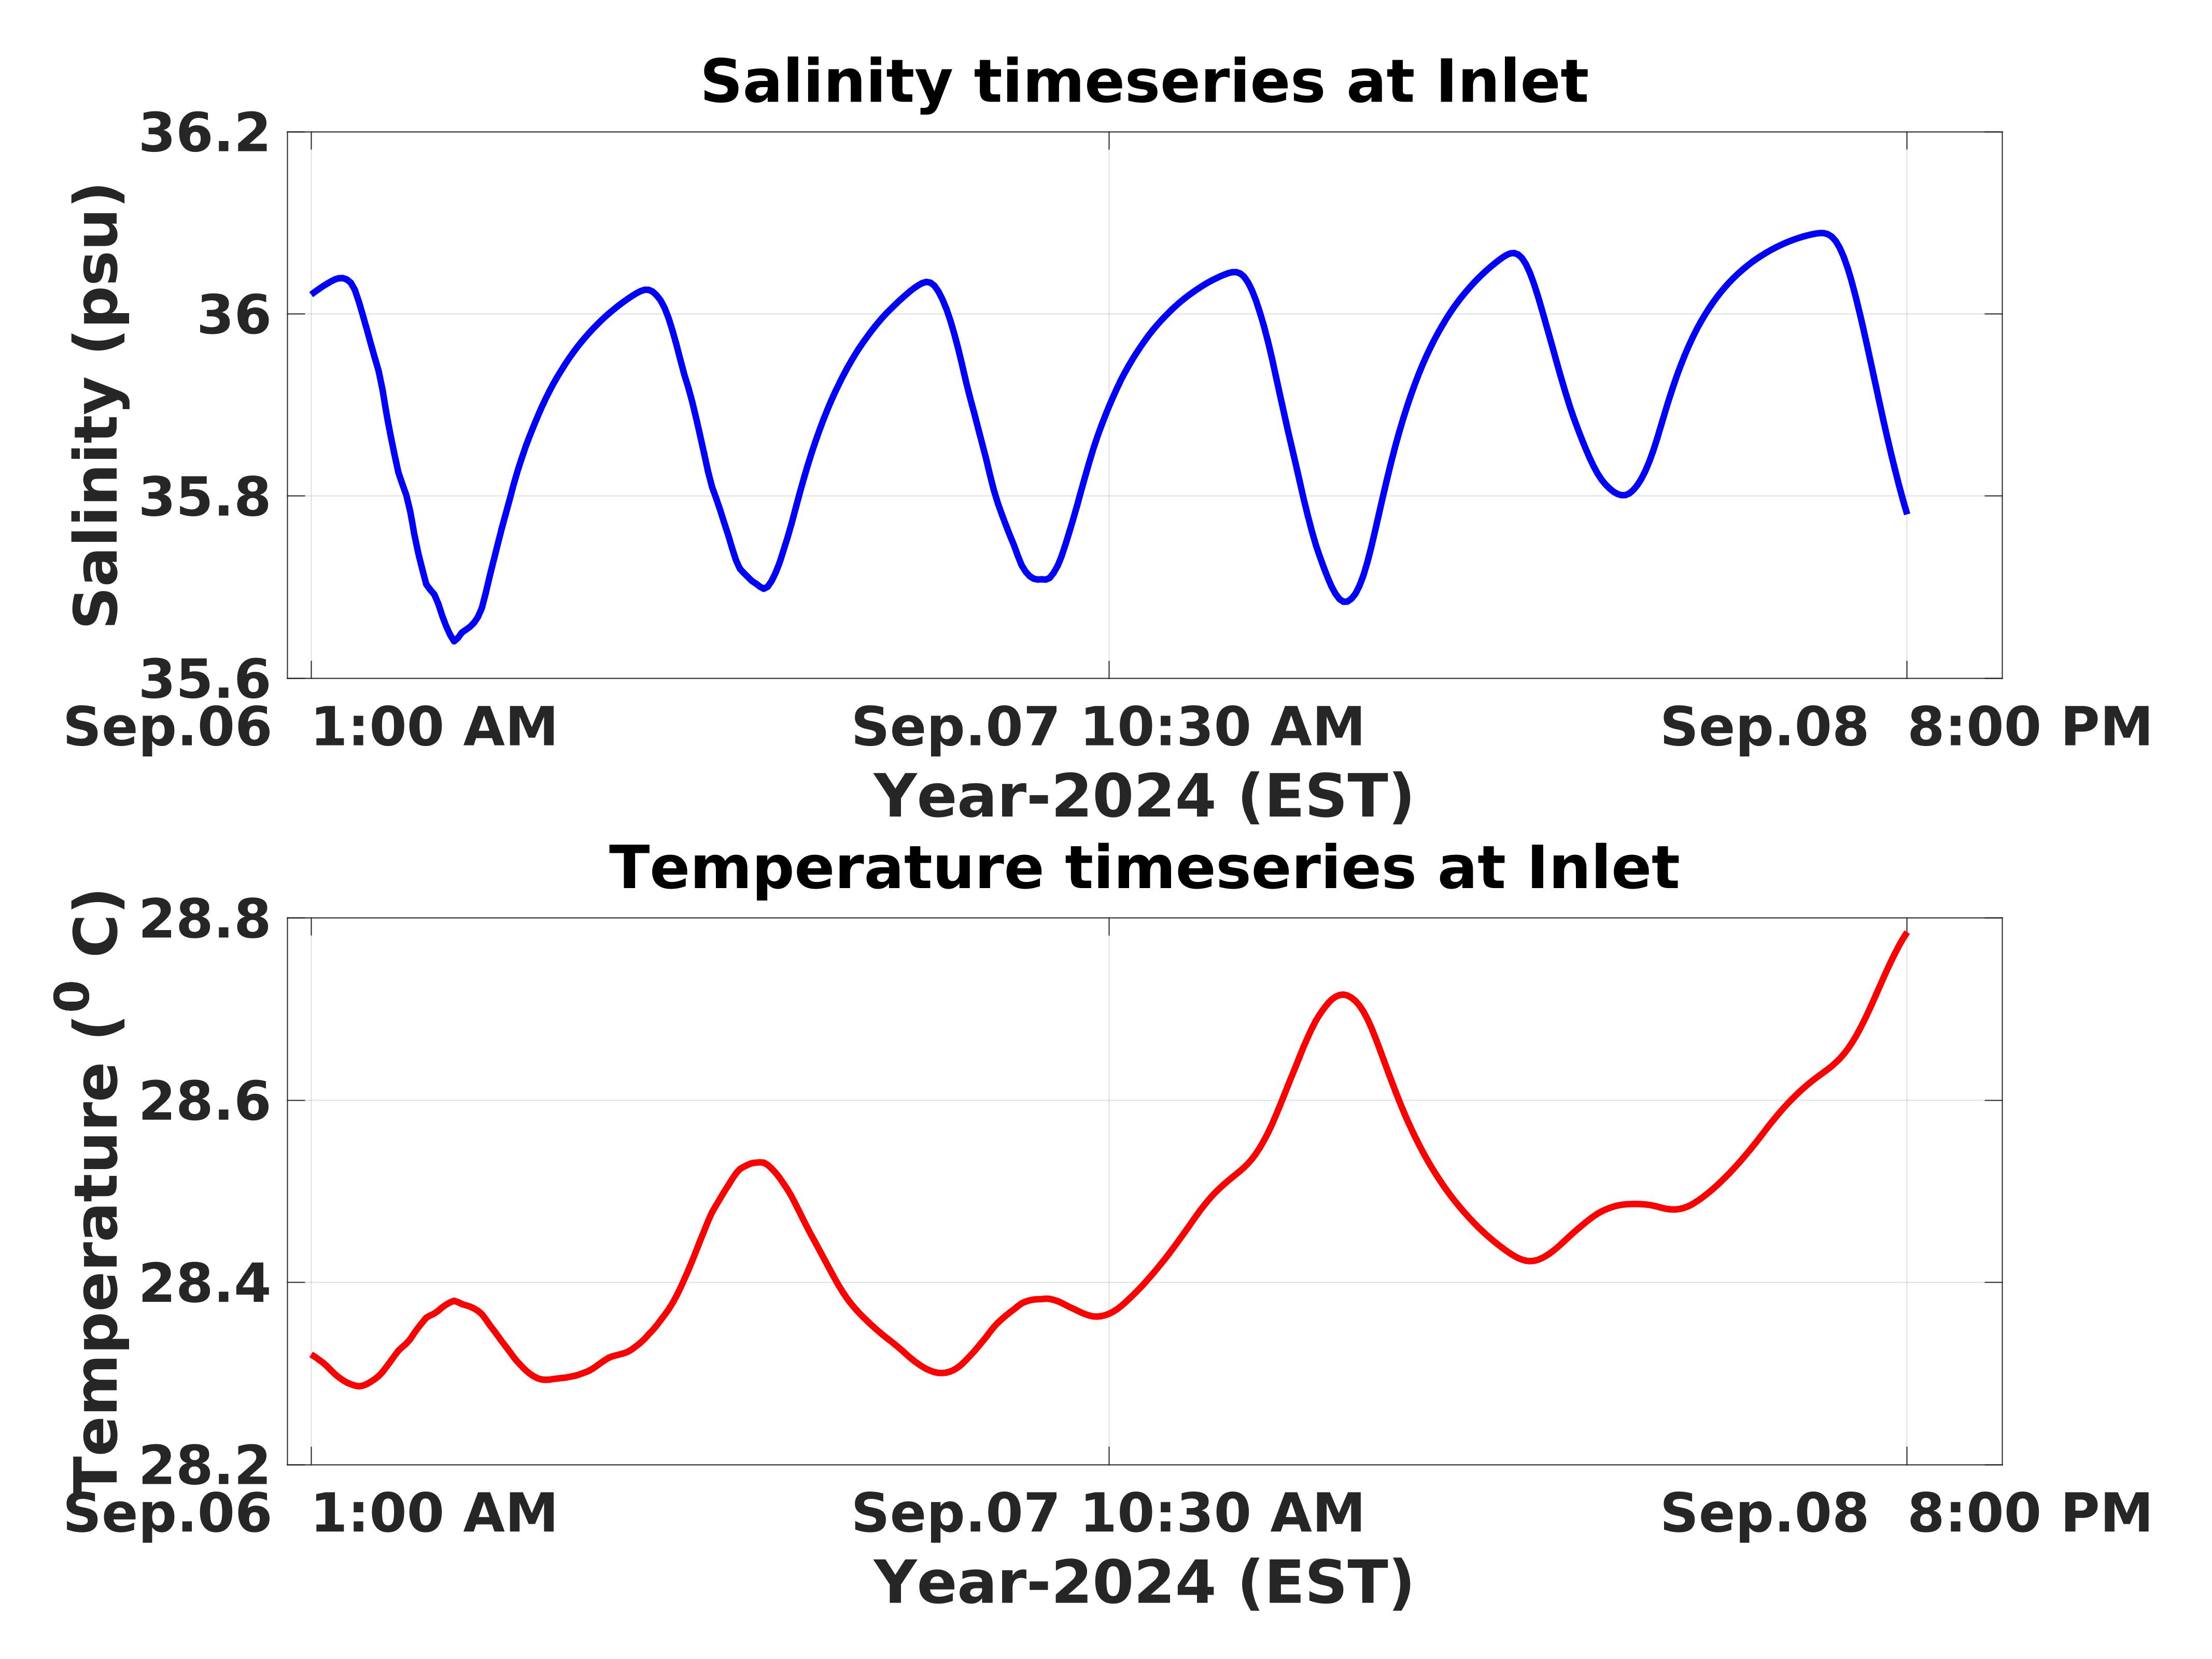 Salinity timeseries at Inlet
36.2
36
35.8
35.6
Salinity (psu)
Sep.06 1:00 AM
Sep.07 10:30 AM
Sep.08 8:00 PM
Year-2024 (EST)
Temperature timeseries at Inlet
28.8
28.6
28.4
28.2
Temperature (⁰ C)
Sep.06 1:00 AM
Sep.07 10:30 AM
Sep.08 8:00 PM
Year-2024 (EST)